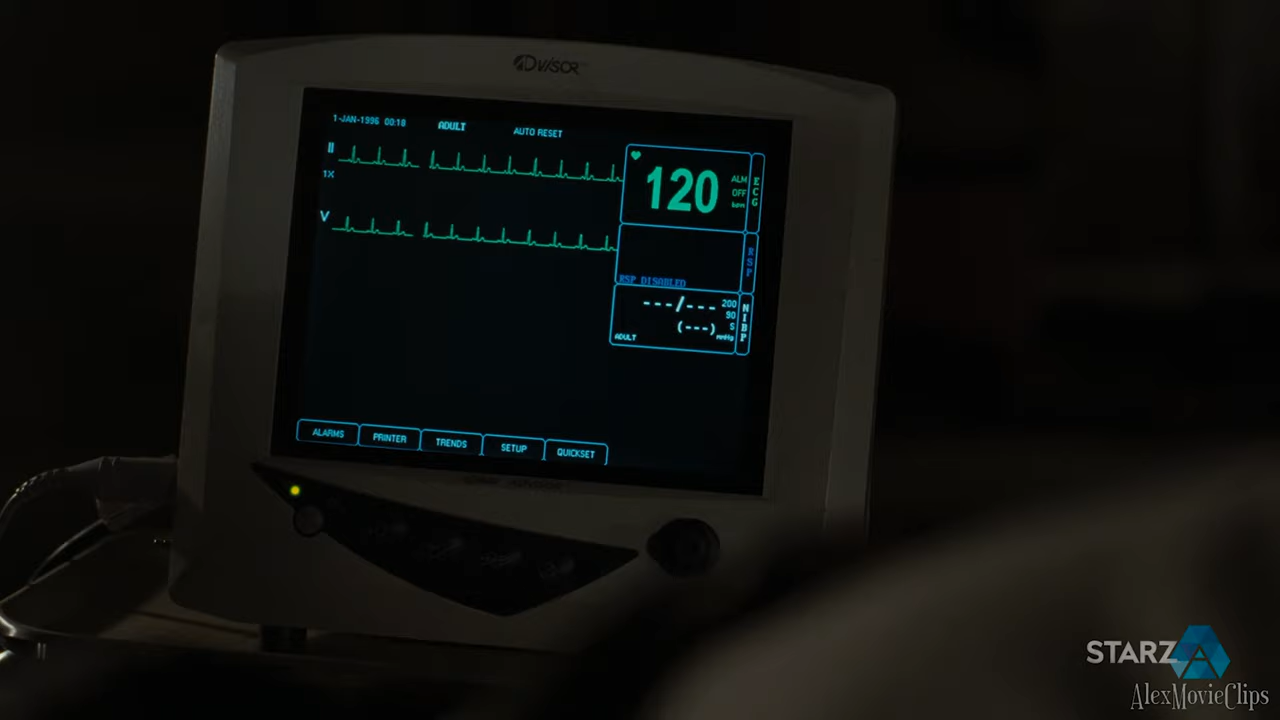 ADVISOR
1-JAN-1996 00:18 ADULT AUTO RESET
II
1X
V
120
ALM
OFF
bpm
ECG
RSP DISABLED
RSP
---/---
(---)
200
90
S
mmHg
ADULT
NIBP
ALARMS PRINTER TRENDS SETUP QUICKSET
STARZ
AlexMovieClips